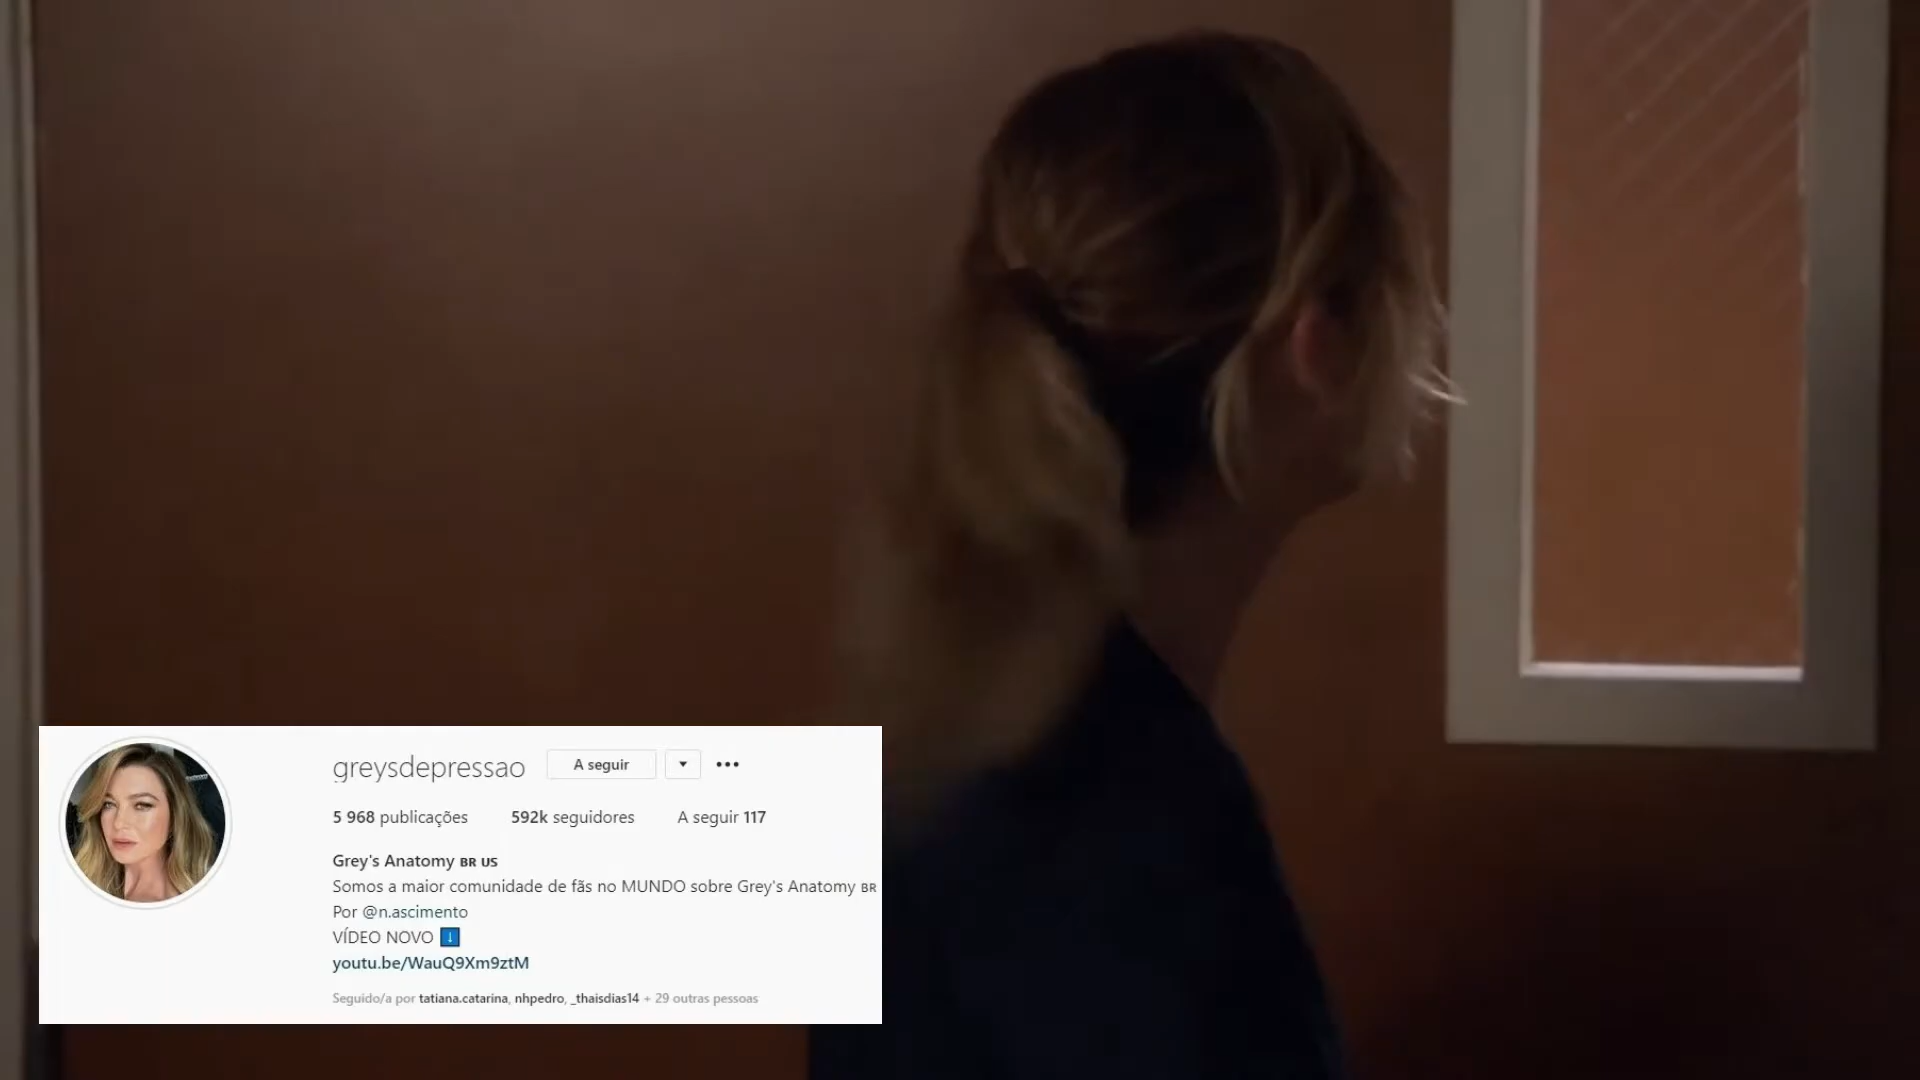 greysdepressao A seguir
5 968 publicações 592k seguidores A seguir 117
Grey's Anatomy BR US
Somos a maior comunidade de fãs no MUNDO sobre Grey's Anatomy BR
Por @n.ascimento
VÍDEO NOVO ⬇
youtu.be/WauQ9Xm9ztM
Seguido/a por tatiana.catarina, nhpedro, _thaisdias14 + 29 outras pessoas